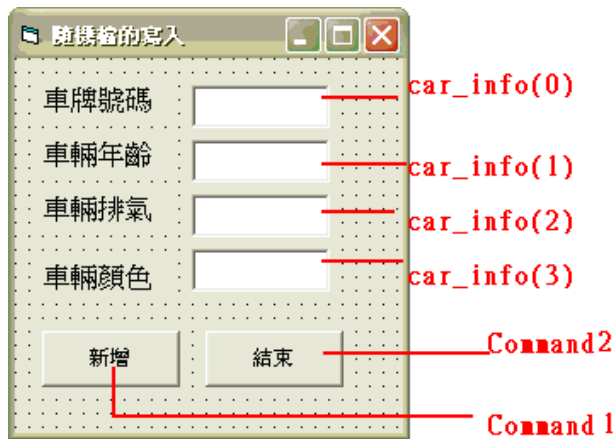 隨機檔的寫入
車牌號碼 car_info(0)
車輛年齡 car_info(1)
車輛排氣 car_info(2)
車輛顏色 car_info(3)
新增 結束 Command2
Command1